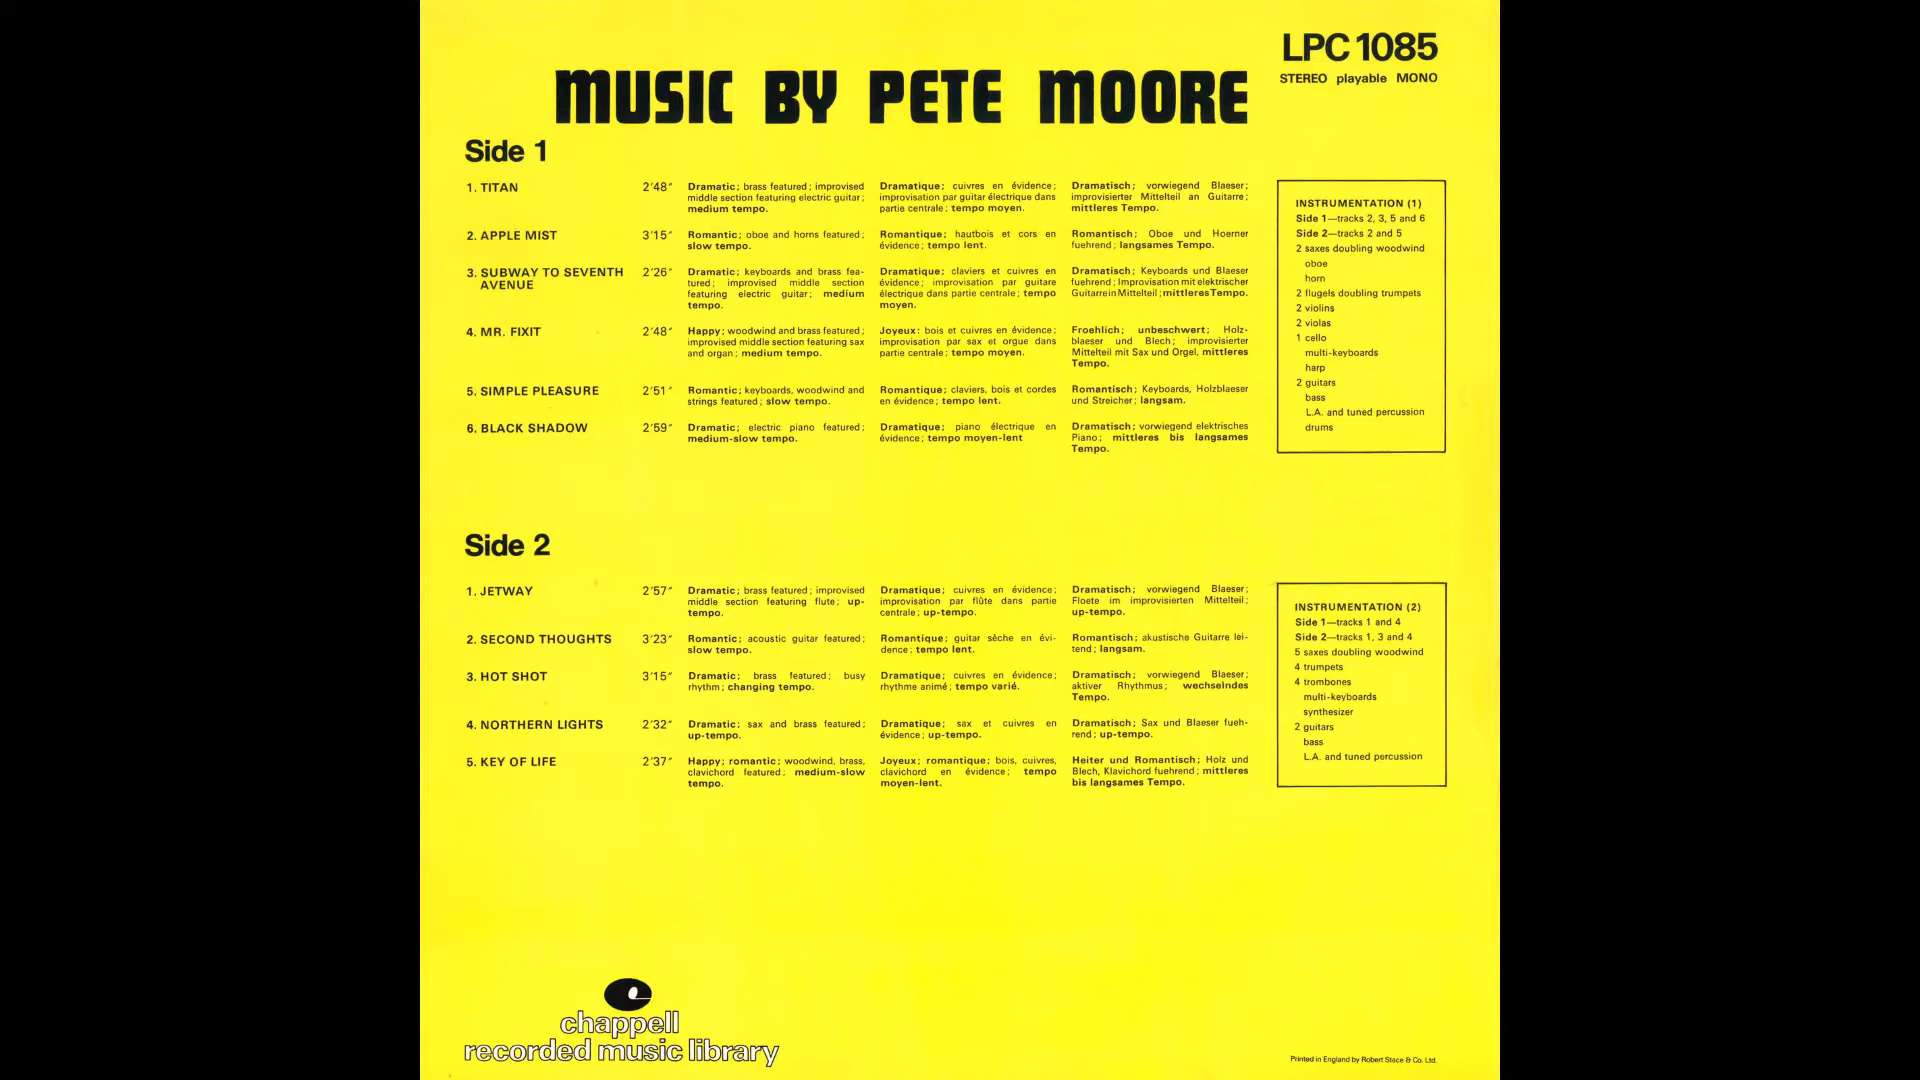 LPC 1085
STEREO playable MONO
MUSIC BY PETE MOORE
Side 1
1. TITAN 2'48" Dramatic; brass featured; improvised middle section featuring electric guitar; medium tempo. Dramatique; cuivres en évidence; improvisation par guitar électrique dans partie centrale; tempo moyen. Dramatisch; vorwiegend Blaeser; improvisierter Mittelteil an Guitarre; mittleres Tempo.
2. APPLE MIST 3'15" Romantic; oboe and horns featured; slow tempo. Romantique; hautbois et cors en évidence; tempo lent. Romantisch; Oboe und Hoerner fuehrend; langsames Tempo.
3. SUBWAY TO SEVENTH AVENUE 2'26" Dramatic; keyboards and brass featured; improvised middle section featuring electric guitar; medium tempo. Dramatique; claviers et cuivres en évidence; improvisation par guitare électrique dans partie centrale; tempo moyen. Dramatisch; Keyboards und Blaeser fuehrend; Improvisation mit elektrischer Guitarre in Mittelteil; mittleres Tempo.
4. MR. FIXIT 2'48" Happy; woodwind and brass featured; improvised middle section featuring sax and organ; medium tempo. Joyeux: bois et cuivres en évidence; improvisation par sax et orgue dans partie centrale; tempo moyen. Froehlich; unbeschwert; Holzblaeser und Blech; improvisierter Mittelteil mit Sax und Orgel, mittleres Tempo.
5. SIMPLE PLEASURE 2'51" Romantic; keyboards, woodwind and strings featured; slow tempo. Romantique; claviers, bois et cordes en évidence; tempo lent. Romantisch; Keyboards, Holzblaeser und Streicher; langsam.
6. BLACK SHADOW 2'59" Dramatic; electric piano featured; medium-slow tempo. Dramatique; piano électrique en évidence; tempo moyen-lent Dramatisch; vorwiegend elektrisches Piano; mittleres bis langsames Tempo.
INSTRUMENTATION (1)
Side 1—tracks 2, 3, 5 and 6
Side 2—tracks 2 and 5
2 saxes doubling woodwind
oboe
horn
2 flugels doubling trumpets
2 violins
2 violas
1 cello
multi-keyboards
harp
2 guitars
bass
L.A. and tuned percussion
drums
Side 2
1. JETWAY 2'57" Dramatic; brass featured; improvised middle section featuring flute; up-tempo. Dramatique; cuivres en évidence; improvisation par flûte dans partie centrale; up-tempo. Dramatisch; vorwiegend Blaeser; Floete im improvisierten Mittelteil; up-tempo.
2. SECOND THOUGHTS 3'23" Romantic; acoustic guitar featured; slow tempo. Romantique; guitar sèche en évidence; tempo lent. Romantisch; akustische Guitarre leitend; langsam.
3. HOT SHOT 3'15" Dramatic; brass featured; busy rhythm; changing tempo. Dramatique; cuivres en évidence; rhythme animé; tempo varié. Dramatisch; vorwiegend Blaeser; aktiver Rhythmus; wechselndes Tempo.
4. NORTHERN LIGHTS 2'32" Dramatic; sax and brass featured; up-tempo. Dramatique; sax et cuivres en évidence; up-tempo. Dramatisch; Sax und Blaeser fuehrend; up-tempo.
5. KEY OF LIFE 2'37" Happy; romantic; woodwind, brass, clavichord featured; medium-slow tempo. Joyeux; romantique; bois, cuivres, clavichord en évidence; tempo moyen-lent. Heiter und Romantisch; Holz und Blech, Klavichord fuehrend; mittleres bis langsames Tempo.
INSTRUMENTATION (2)
Side 1—tracks 1 and 4
Side 2—tracks 1, 3 and 4
5 saxes doubling woodwind
4 trumpets
4 trombones
multi-keyboards
synthesizer
2 guitars
bass
L.A. and tuned percussion
chappell
recorded music library
Printed in England by Robert Stace & Co. Ltd.